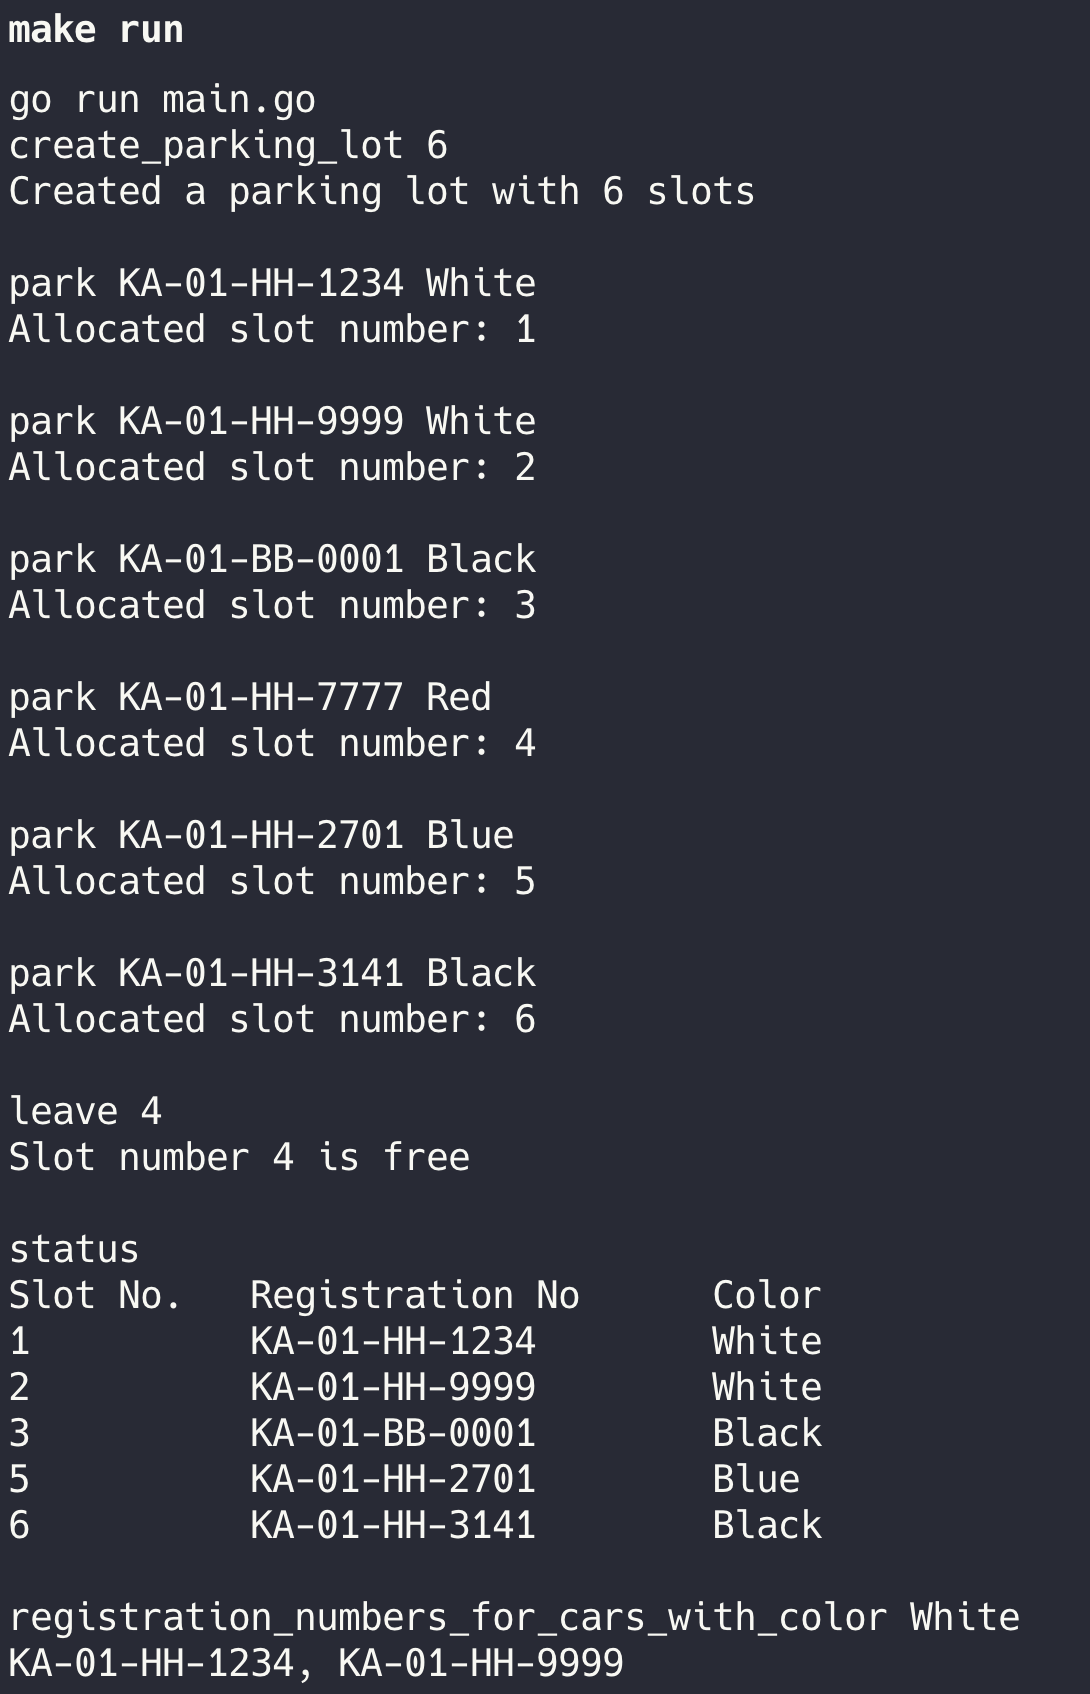 make run
go run main.go
create_parking_lot 6
Created a parking lot with 6 slots
park KA-01-HH-1234 White
Allocated slot number: 1
park KA-01-HH-9999 White
Allocated slot number: 2
park KA-01-BB-0001 Black
Allocated slot number: 3
park KA-01-HH-7777 Red
Allocated slot number: 4
park KA-01-HH-2701 Blue
Allocated slot number: 5
park KA-01-HH-3141 Black
Allocated slot number: 6
leave 4
Slot number 4 is free
status
Slot No.   Registration No      Color
1          KA-01-HH-1234        White
2          KA-01-HH-9999        White
3          KA-01-BB-0001        Black
5          KA-01-HH-2701        Blue
6          KA-01-HH-3141        Black
registration_numbers_for_cars_with_color White
KA-01-HH-1234, KA-01-HH-9999